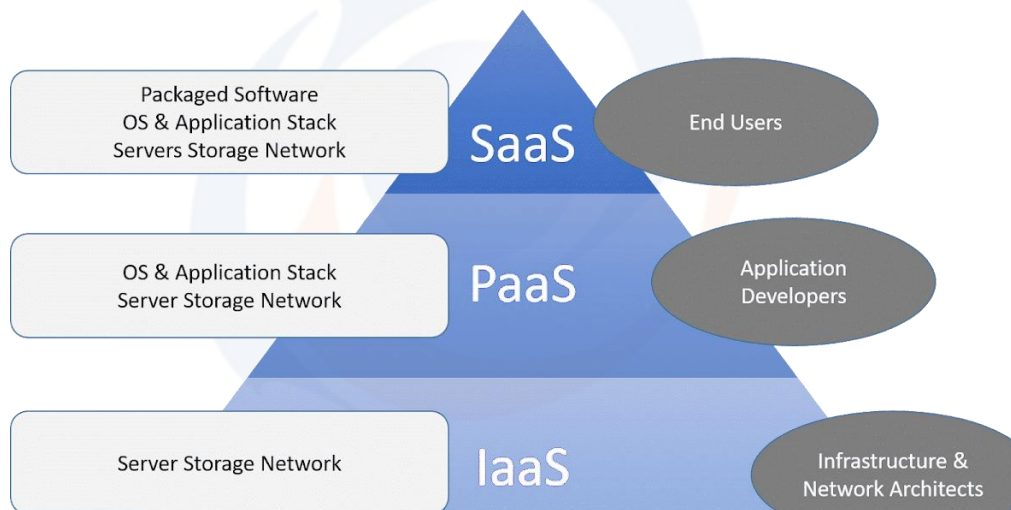 Packaged Software
OS & Application Stack
Servers Storage Network
SaaS
End Users
OS & Application Stack
Server Storage Network
PaaS
Application
Developers
Server Storage Network
IaaS
Infrastructure &
Network Architects